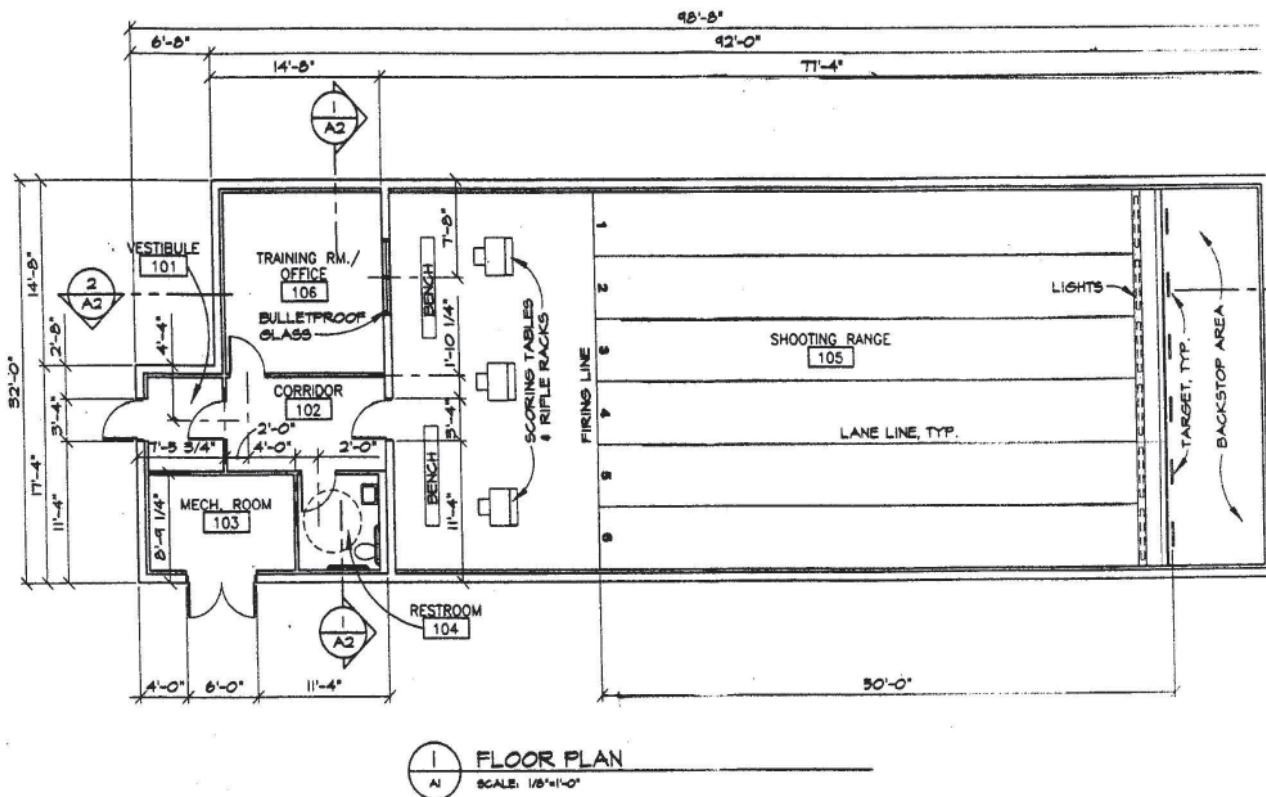 98'-8"
6'-8"
92'-0"
14'-8"
77'-4"
1
A2
VESTIBULE
101
2
A2
TRAINING RM./
OFFICE
106
BULLETPROOF
GLASS
BENCH
7'-8"
1'-10 1/4"
3'-4"
11'-4"
BENCH
SCORING TABLES
& RIFLE RACKS
FIRING LINE
1
2
3
4
5
6
SHOOTING RANGE
105
LANE LINE, TYP.
LIGHTS
TARGET, TYP.
BACKSTOP AREA
32'-0"
14'-8"
17'-4"
2'-8"
3'-4"
11'-4"
4'-4"
CORRIDOR
102
2'-0"
7'-5 3/4"
4'-0"
2'-0"
MECH. ROOM
103
8'-9 1/4"
RESTROOM
104
1
A2
4'-0"
6'-0"
11'-4"
50'-0"
1
A1
FLOOR PLAN
SCALE: 1/8"=1'-0"